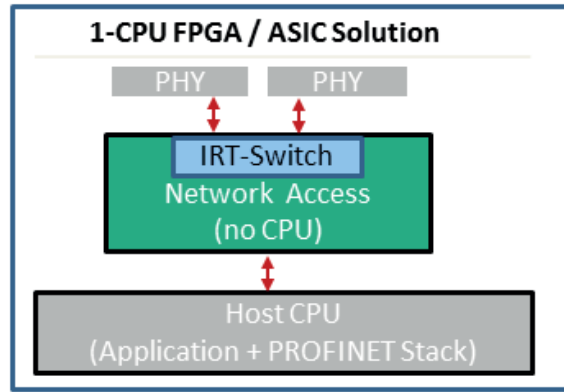 1-CPU FPGA / ASIC Solution
PHY PHY
IRT-Switch
Network Access
(no CPU)
Host CPU
(Application + PROFINET Stack)